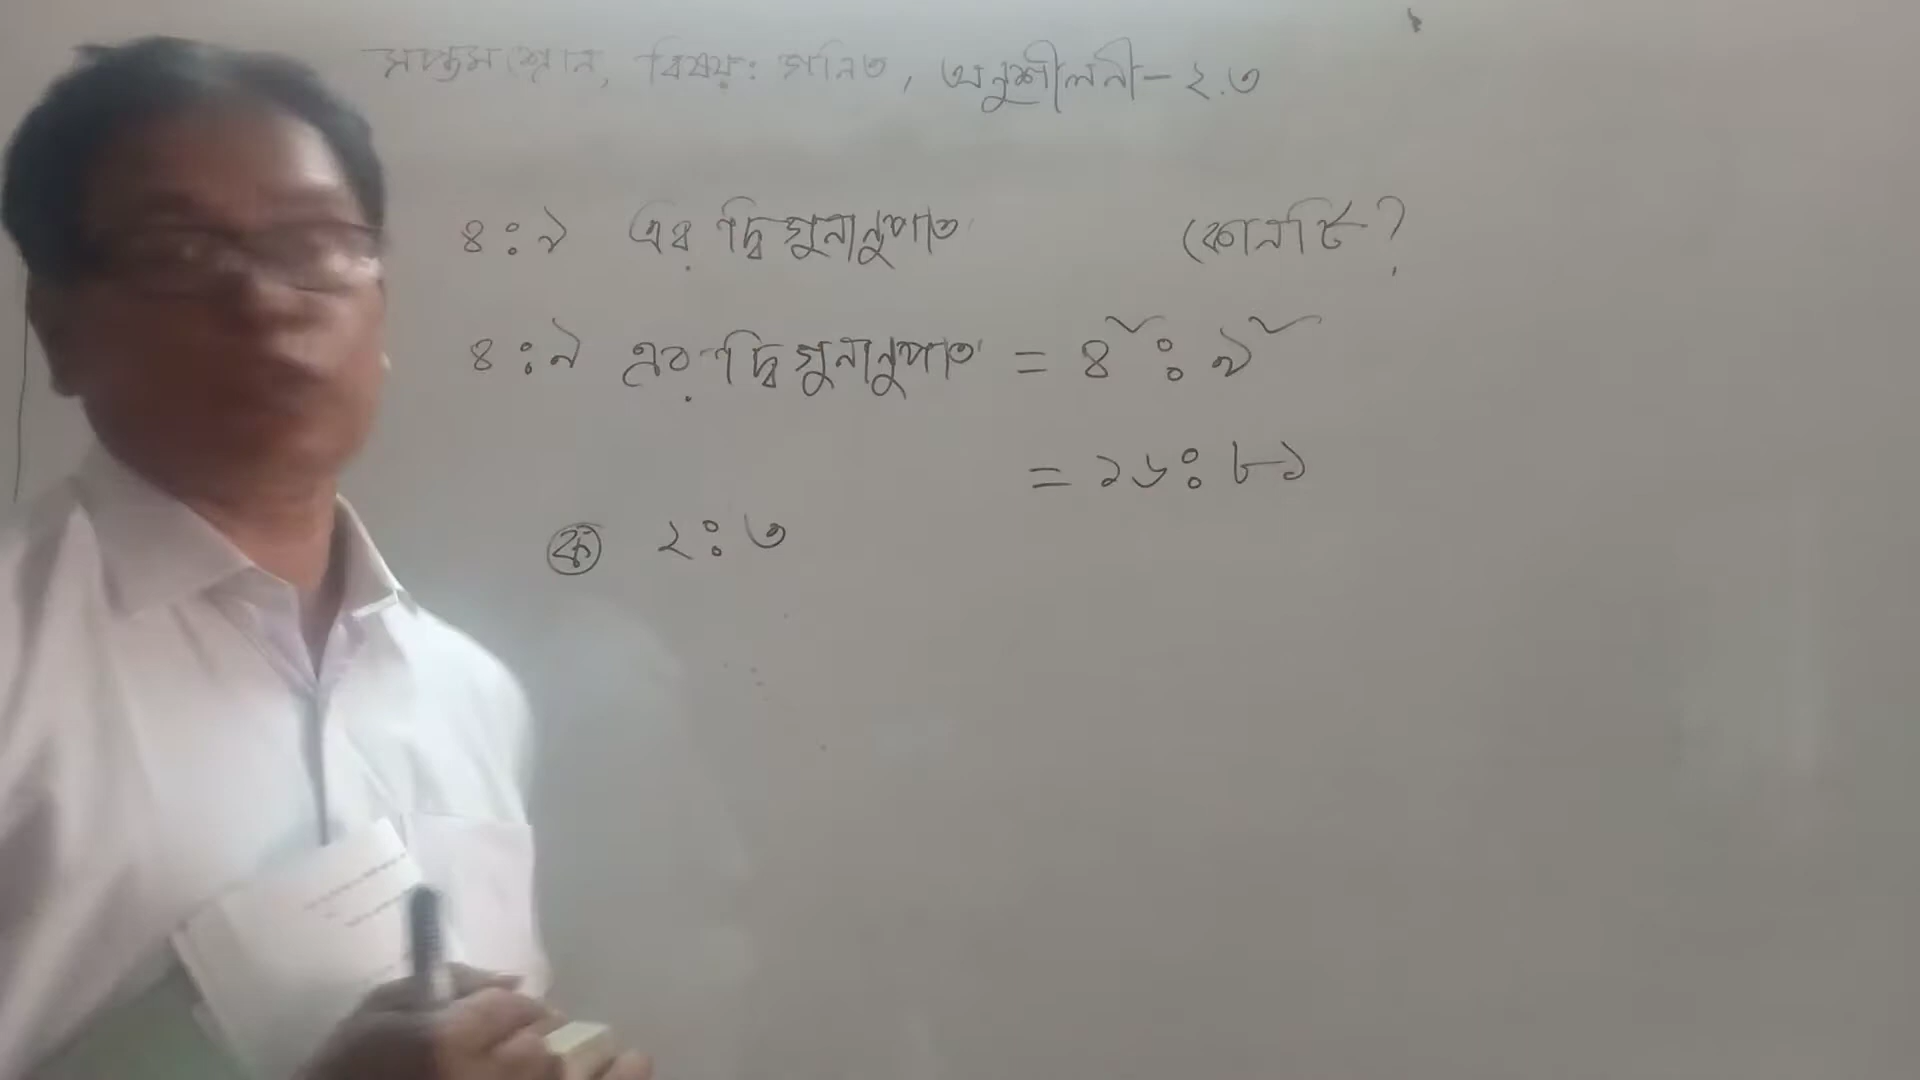 সপ্তম শ্রেনি, বিষয়: গনিত, অনুশীলনী- ২.৩
৪ : ৯ এর দ্বিগুনানুপাত কোনটি?
৪ : ৯ এর দ্বিগুনানুপাত = ৪² : ৯²
= ১৬ : ৮১
ক ২ : ৩